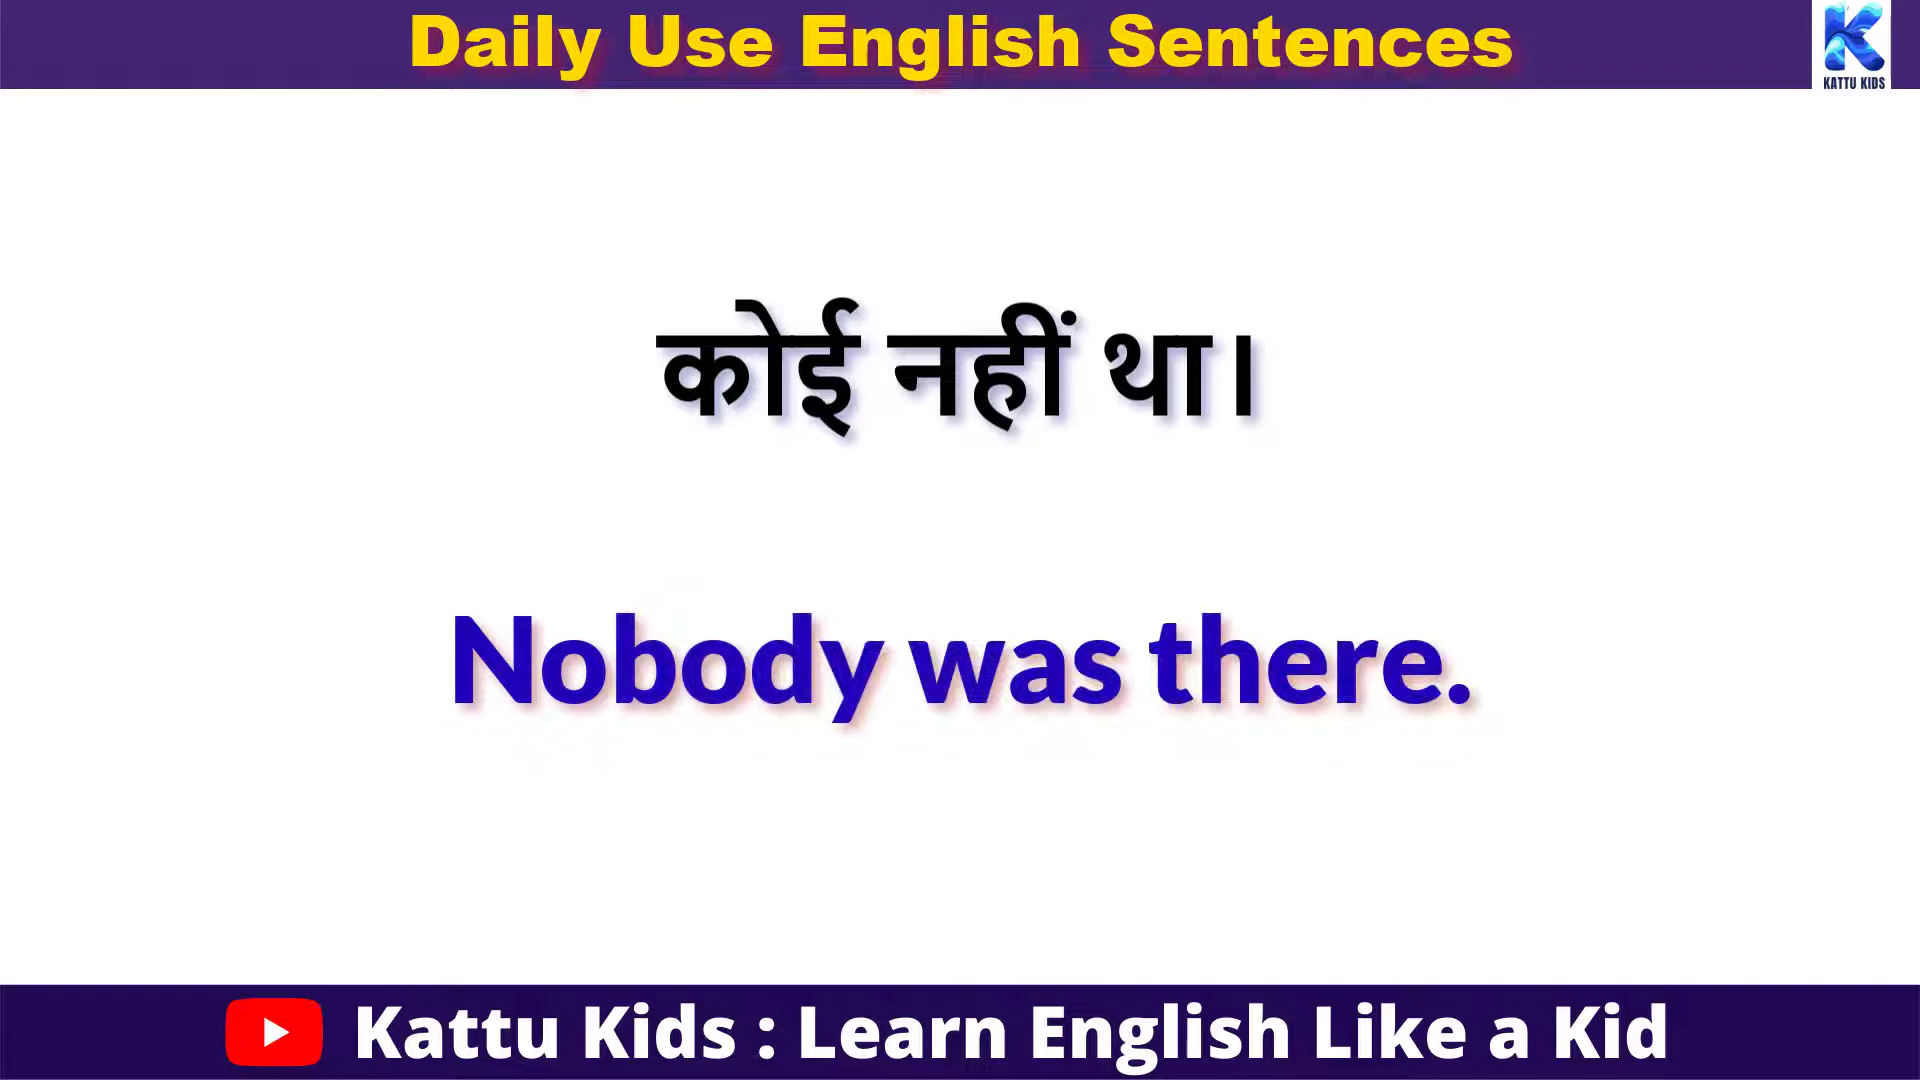 Daily Use English Sentences
KATTU KIDS
कोई नहीं था।
Nobody was there.
Kattu Kids : Learn English Like a Kid